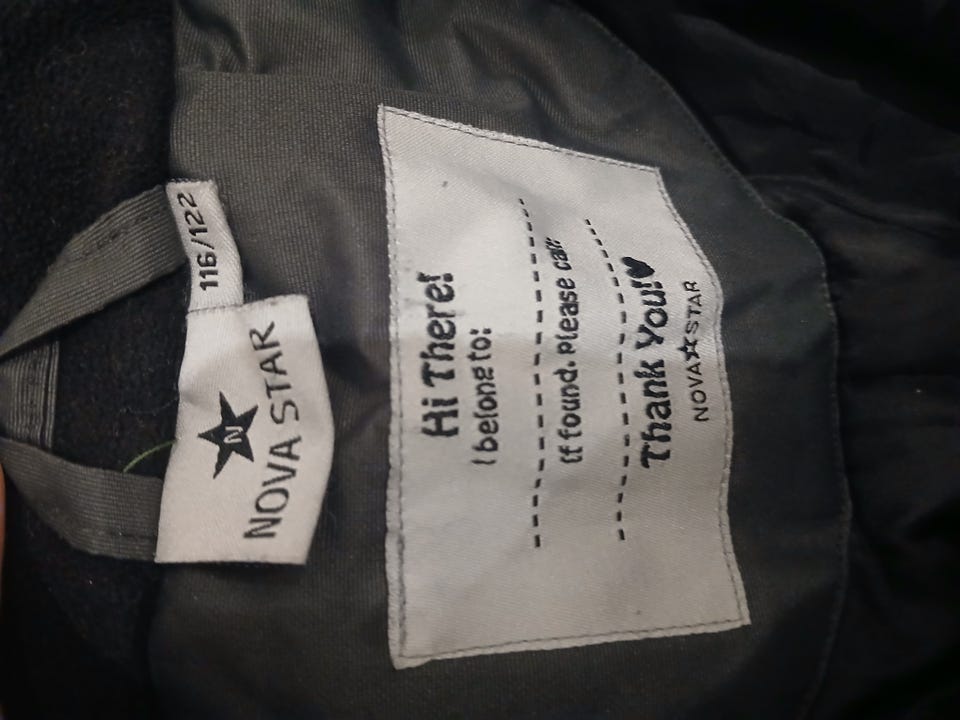 116/122
N
NOVA STAR
Hi There!
I belong to:
If found. Please call:
Thank You!♥
NOVA★STAR